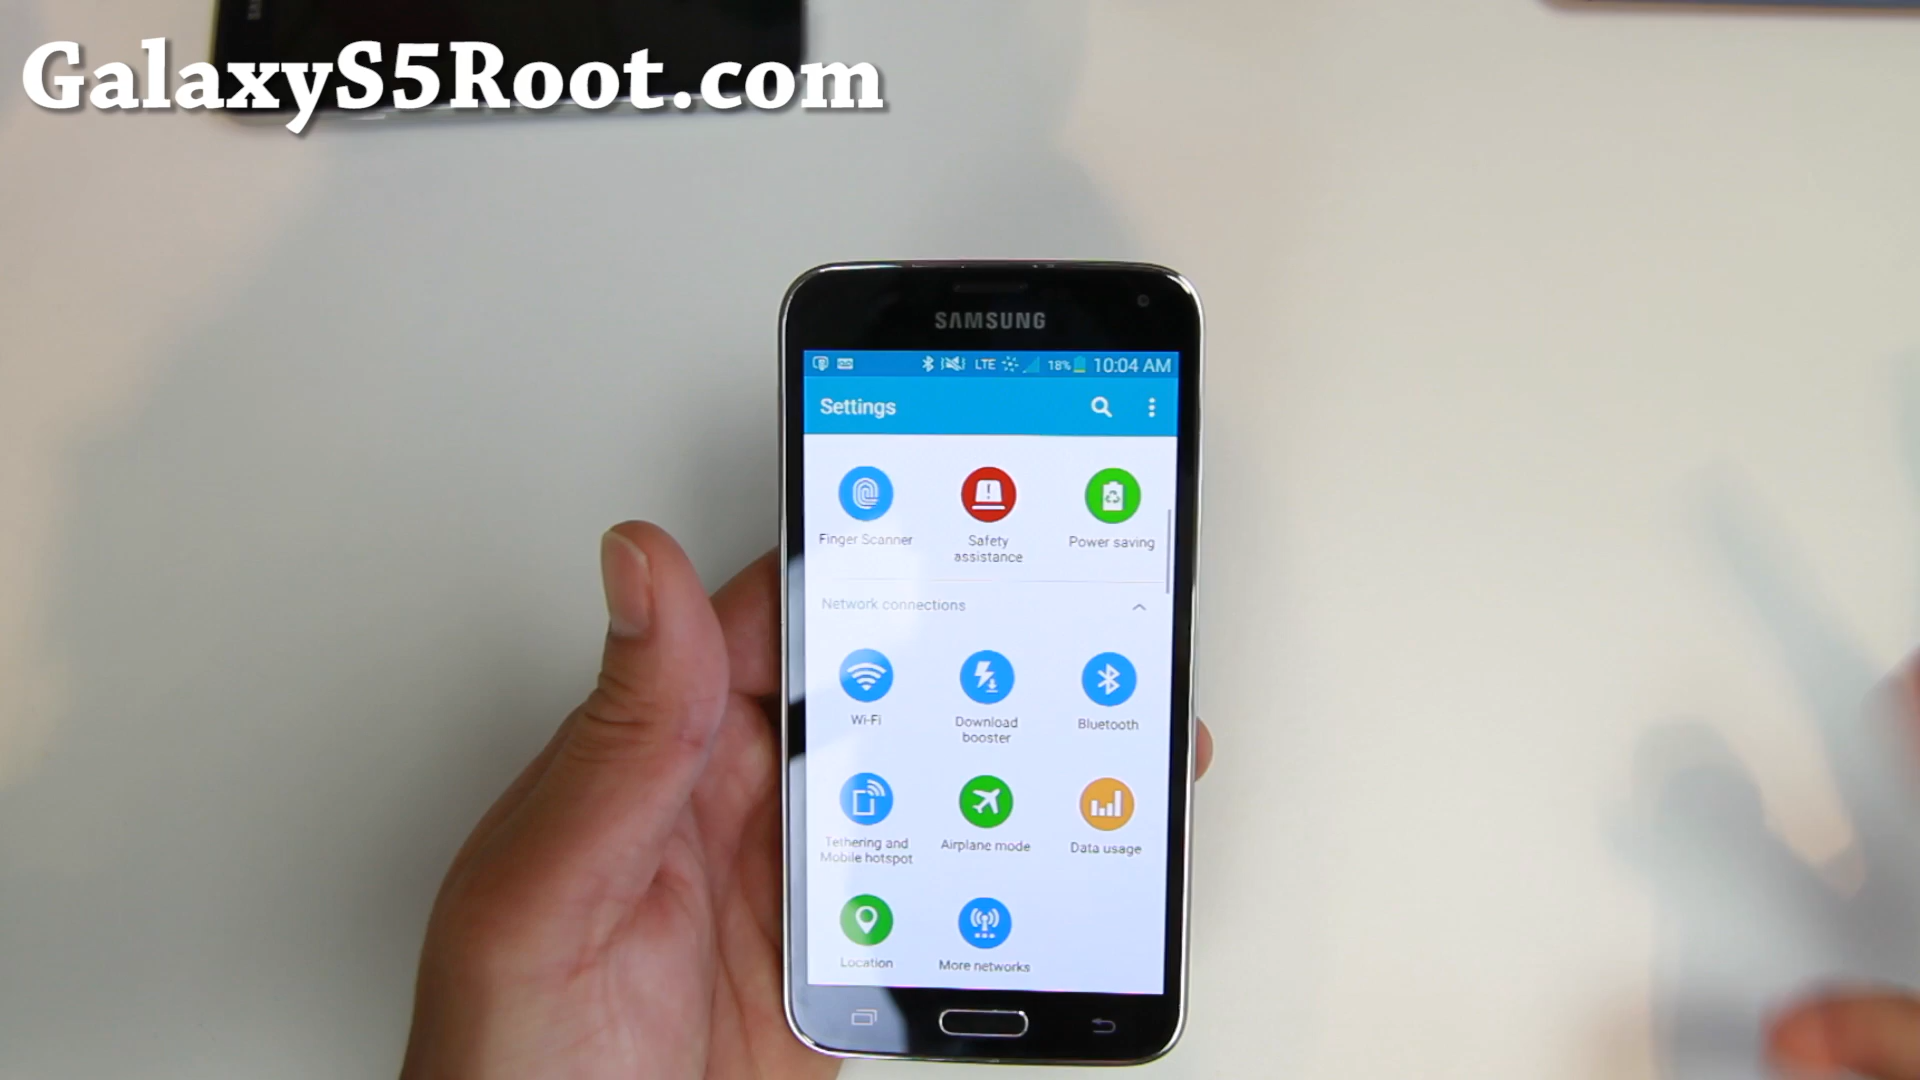 GalaxyS5Root.com
SAMSUNG
LTE 18% 10:04 AM
Settings
Finger Scanner
Safety
assistance
Power saving
Network connections
Wi-Fi
Download
booster
Bluetooth
Tethering and
Mobile hotspot
Airplane mode
Data usage
Location
More networks